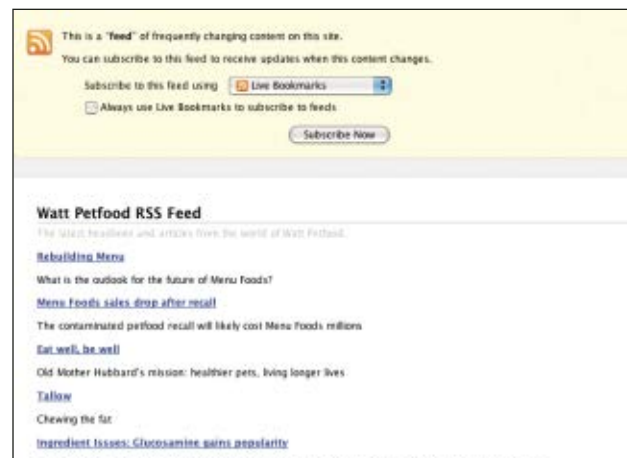 This is a "feed" of frequently changing content on this site.
You can subscribe to this feed to receive updates when this content changes.
Subscribe to this feed using Live Bookmarks
Always use Live Bookmarks to subscribe to feeds
Subscribe Now
Watt Petfood RSS Feed
The latest headlines and articles from the world of Watt Petfood.
Rebuilding Menu
What is the outlook for the future of Menu Foods?
Menu Foods sales drop after recall
The contaminated petfood recall will likely cost Menu Foods millions
Eat well, be well
Old Mother Hubbard's mission: healthier pets, living longer lives
Tallow
Chewing the fat
Ingredient Issues: Glucosamine gains popularity